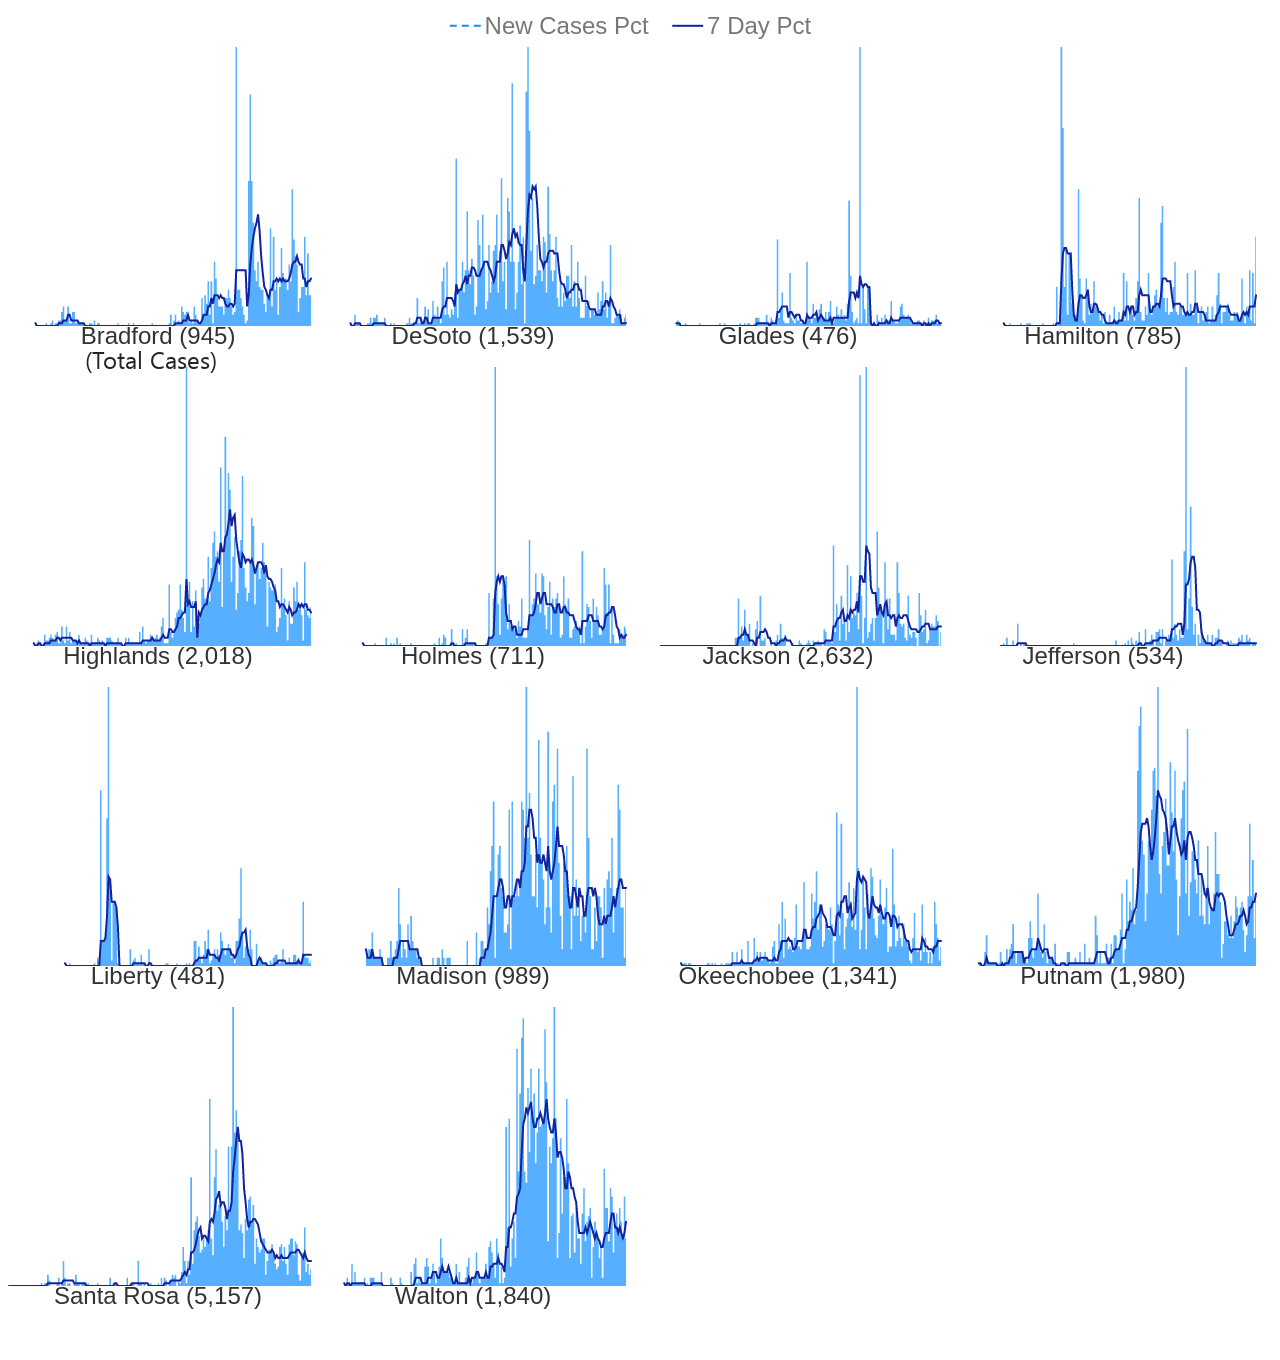 New Cases Pct 7 Day Pct
Bradford (945) DeSoto (1,539) Glades (476) Hamilton (785)
(Total Cases)
Highlands (2,018) Holmes (711) Jackson (2,632) Jefferson (534)
Liberty (481) Madison (989) Okeechobee (1,341) Putnam (1,980)
Santa Rosa (5,157) Walton (1,840)